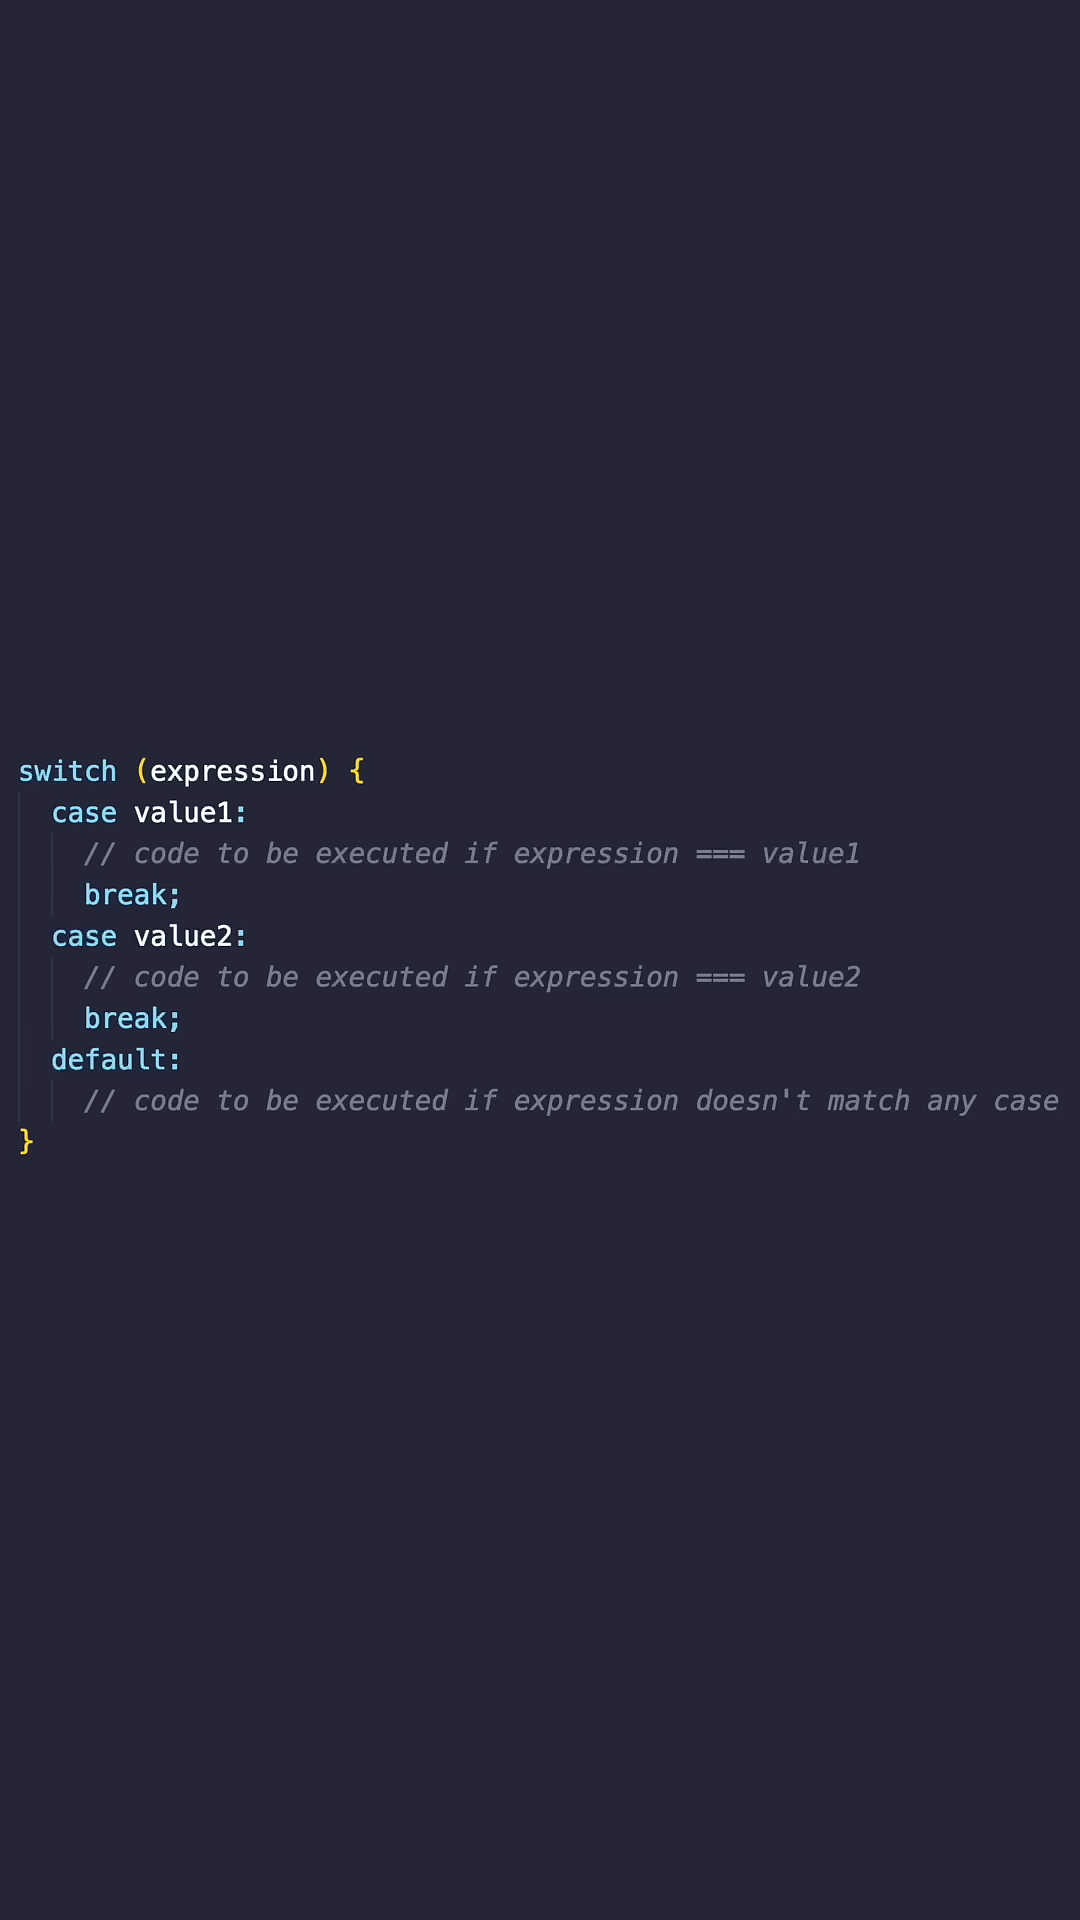 switch (expression) {
  case value1:
    // code to be executed if expression === value1
    break;
  case value2:
    // code to be executed if expression === value2
    break;
  default:
    // code to be executed if expression doesn't match any case
}